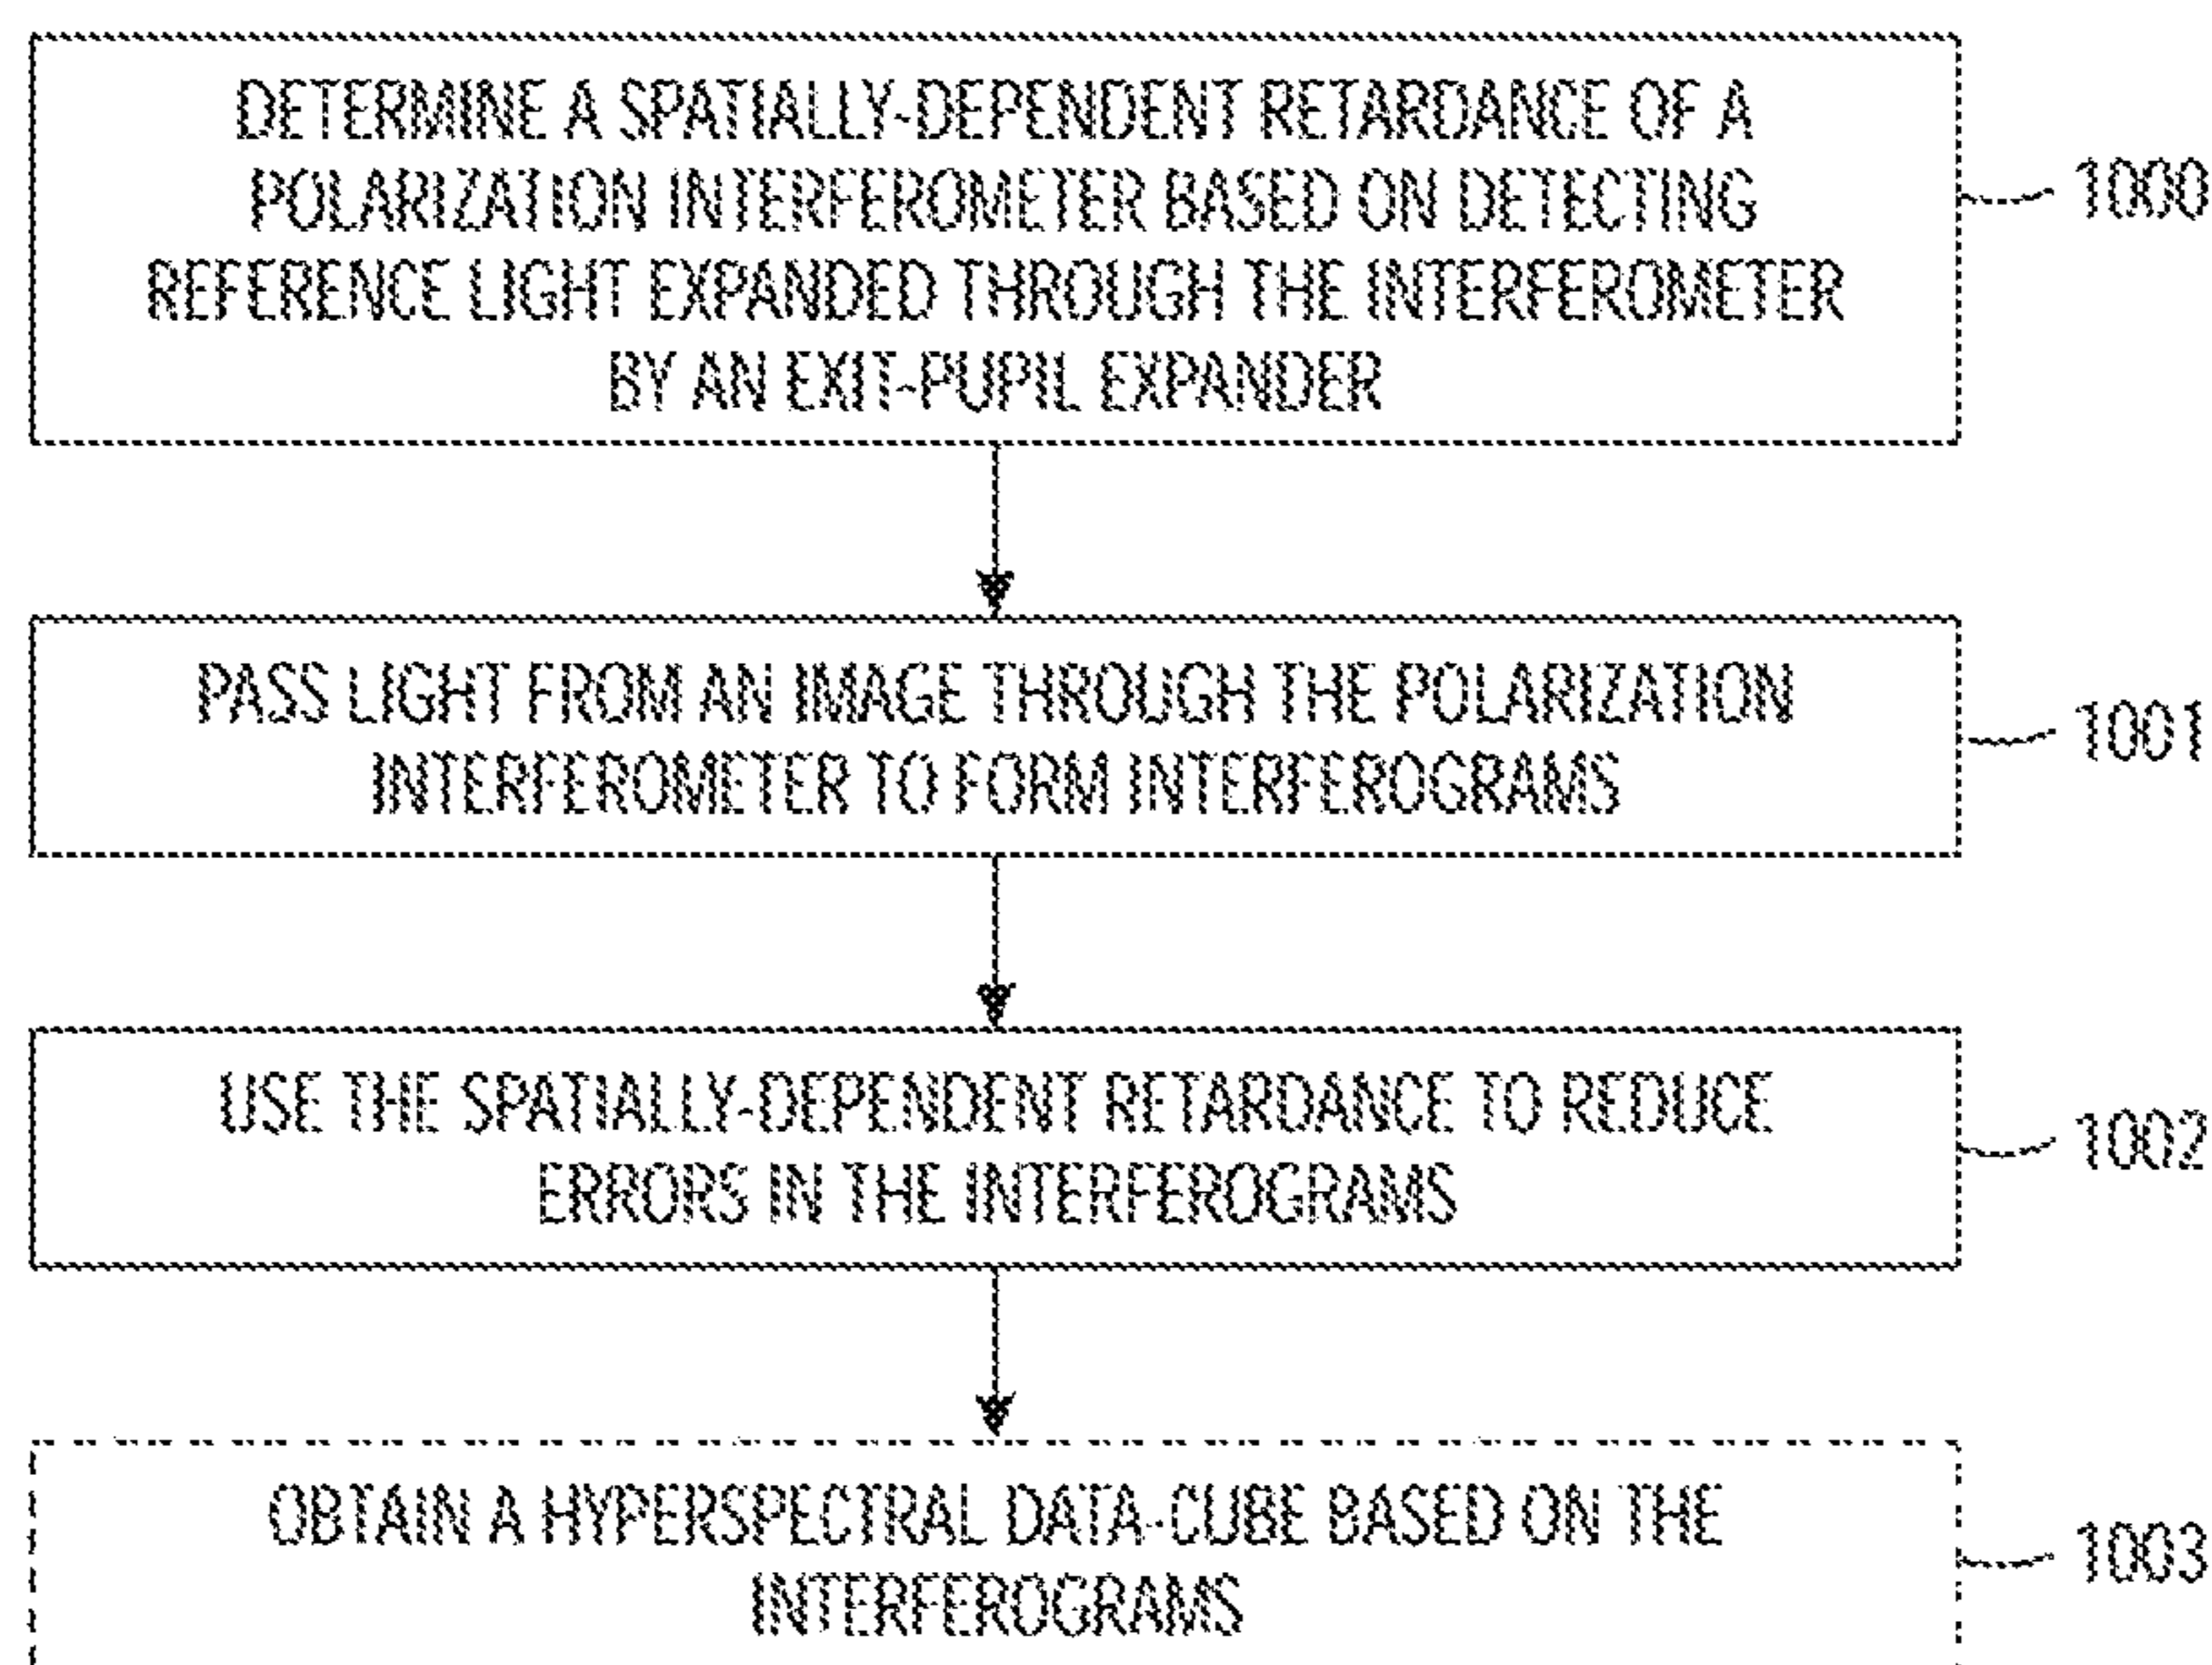 DETERMINE A SPATIALLY-DEPENDENT RETARDANCE OF A
POLARIZATION INTERFEROMETER BASED ON DETECTING
REFERENCE LIGHT EXPANDED THROUGH THE INTERFEROMETER
BY AN EXIT-PUPIL EXPANDER
1000
PASS LIGHT FROM AN IMAGE THROUGH THE POLARIZATION
INTERFEROMETER TO FORM INTERFEROGRAMS
1001
USE THE SPATIALLY-DEPENDENT RETARDANCE TO REDUCE
ERRORS IN THE INTERFEROGRAMS
1002
OBTAIN A HYPERSPECTRAL DATA-CUBE BASED ON THE
INTERFEROGRAMS
1003